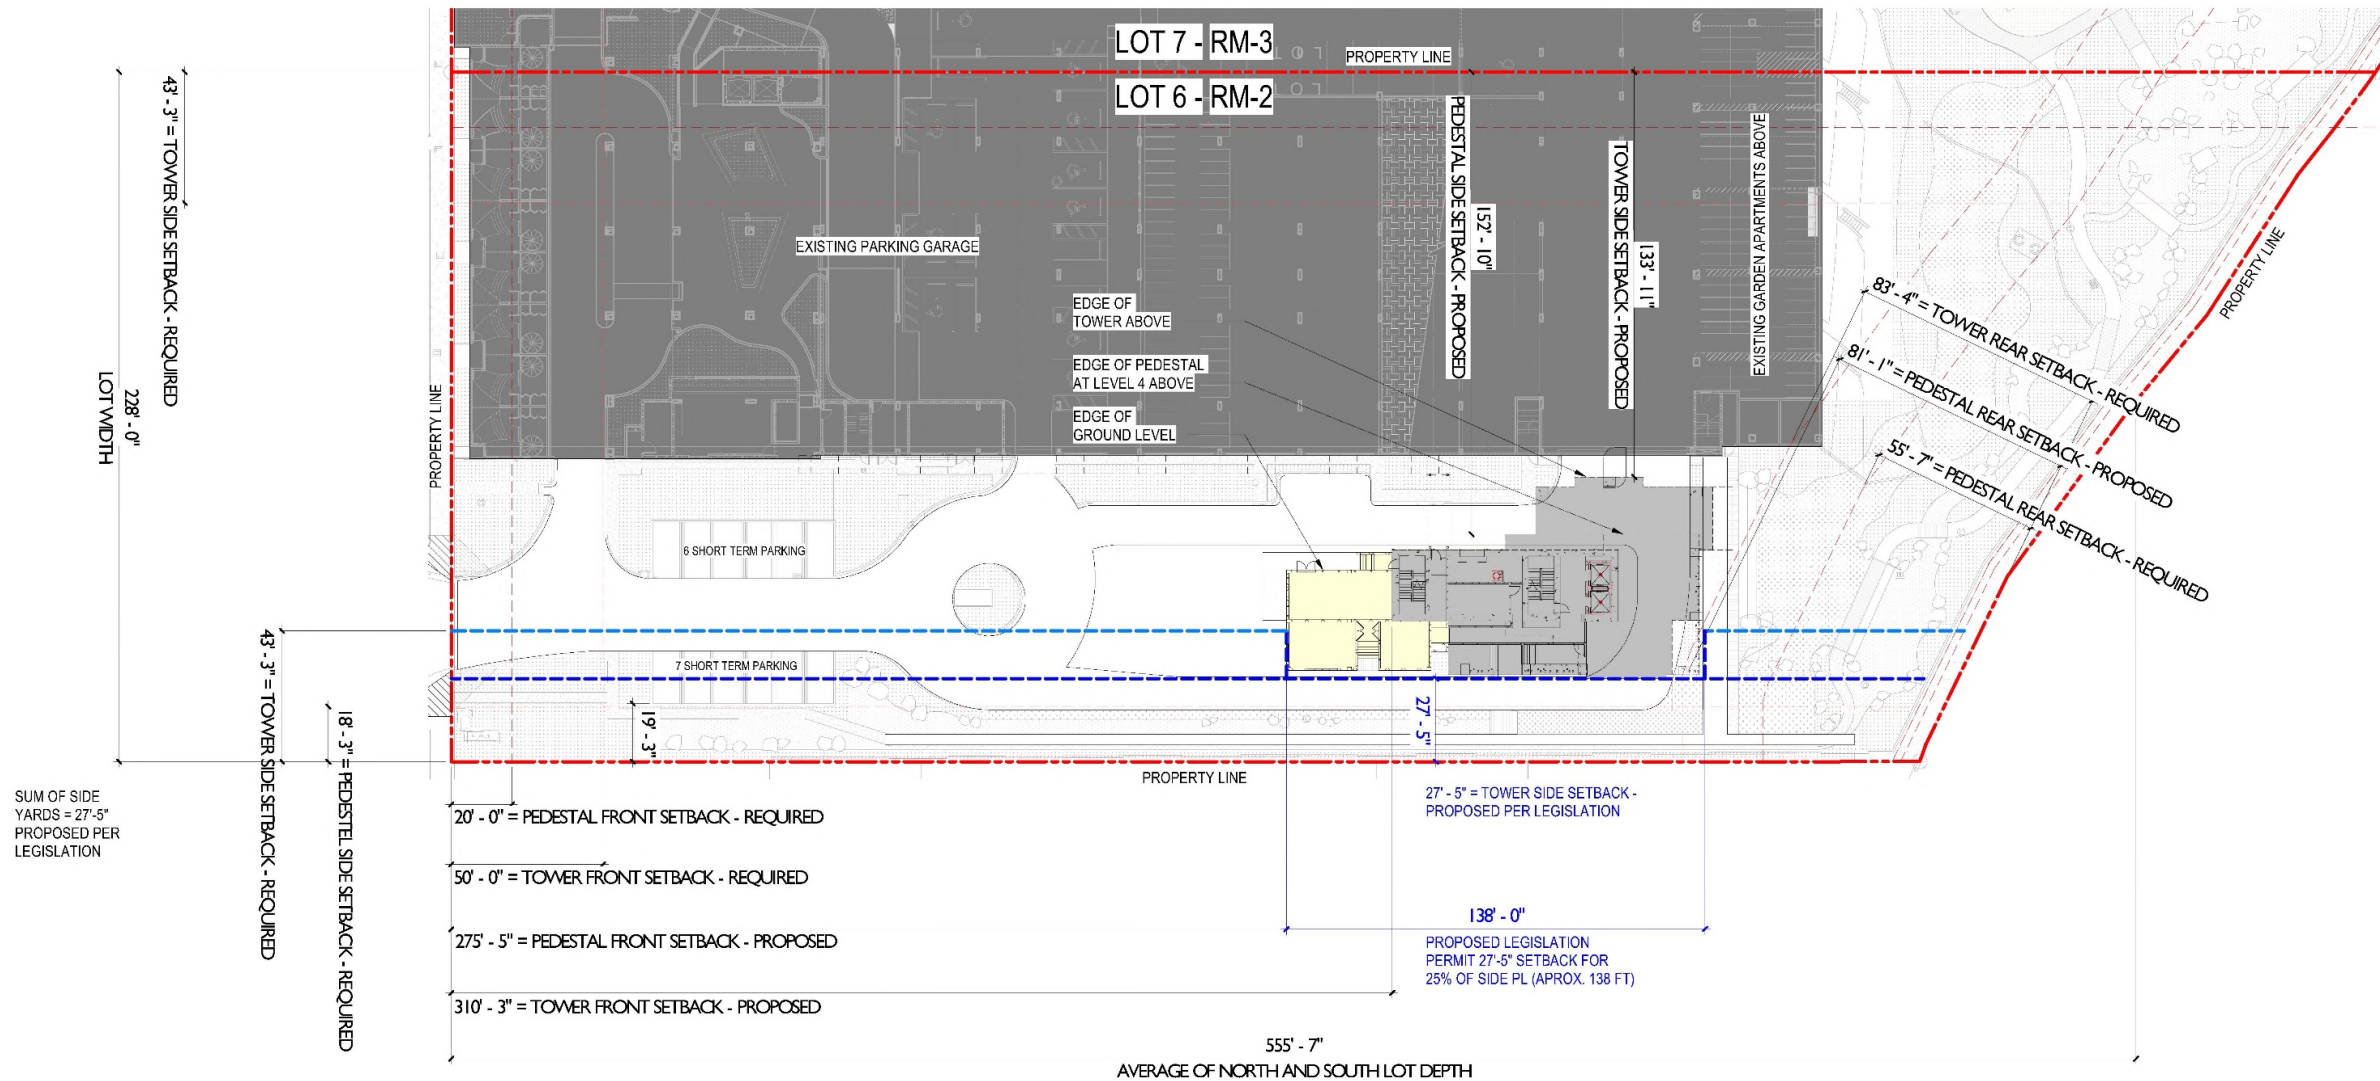 LOT 7 - RM-3
PROPERTY LINE
LOT 6 - RM-2
43' - 3" = TOWER SIDE SETBACK - REQUIRED
228' - 0"
LOT WIDTH
PROPERTY LINE
EXISTING PARKING GARAGE
EDGE OF
TOWER ABOVE
EDGE OF PEDESTAL
AT LEVEL 4 ABOVE
EDGE OF
GROUND LEVEL
PEDESTAL SIDE SETBACK - PROPOSED
152' - 10"
TOWER SIDE SETBACK - PROPOSED
133' - 11"
EXISTING GARDEN APARTMENTS ABOVE
PROPERTY LINE
83' - 4" = TOWER REAR SETBACK - REQUIRED
81' - 1" = PEDESTAL REAR SETBACK - PROPOSED
55' - 7" = PEDESTAL REAR SETBACK - REQUIRED
6 SHORT TERM PARKING
7 SHORT TERM PARKING
43' - 3" = TOWER SIDE SETBACK - REQUIRED
18' - 3" = PEDESTEL SIDE SETBACK - REQUIRED
19' - 3"
27' - 5"
PROPERTY LINE
SUM OF SIDE
YARDS = 27'-5"
PROPOSED PER
LEGISLATION
27' - 5" = TOWER SIDE SETBACK -
PROPOSED PER LEGISLATION
20' - 0" = PEDESTAL FRONT SETBACK - REQUIRED
50' - 0" = TOWER FRONT SETBACK - REQUIRED
138' - 0"
PROPOSED LEGISLATION
PERMIT 27'-5" SETBACK FOR
25% OF SIDE PL (APROX. 138 FT)
275' - 5" = PEDESTAL FRONT SETBACK - PROPOSED
310' - 3" = TOWER FRONT SETBACK - PROPOSED
555' - 7"
AVERAGE OF NORTH AND SOUTH LOT DEPTH